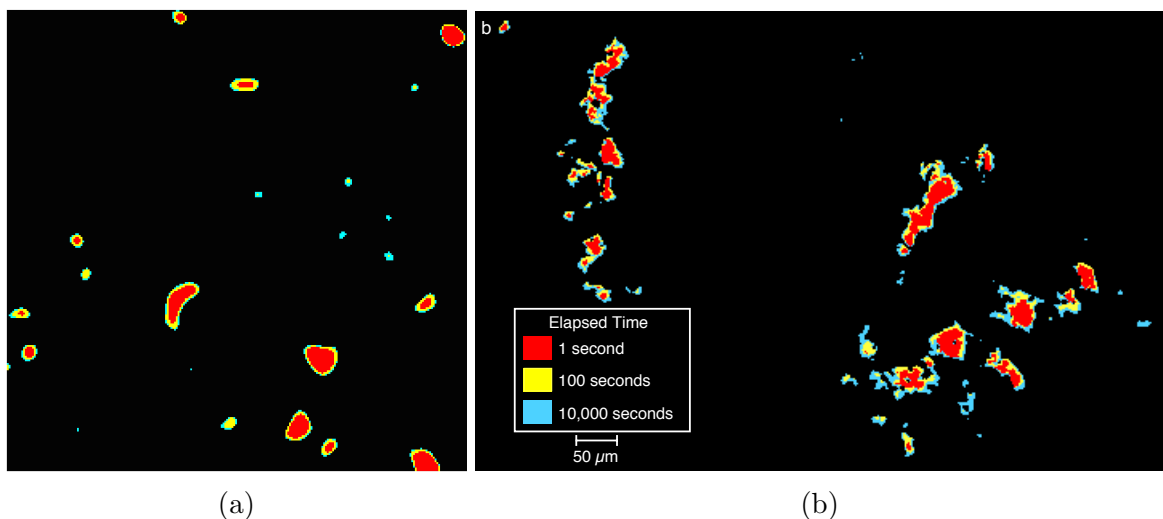 b
Elapsed Time
1 second
100 seconds
10,000 seconds
50 µm
(a)
(b)